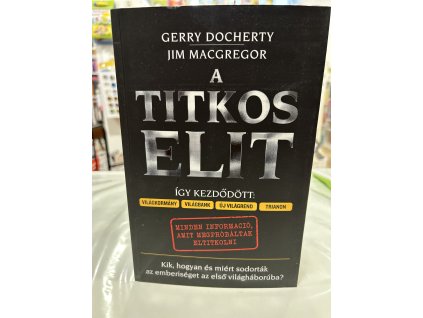 GERRY DOCHERTY
JIM MACGREGOR
A
TITKOS
ELIT
ÍGY KEZDŐDÖTT:
VILÁGKORMÁNY VILÁGBANK ÚJ VILÁGREND TRIANON
MINDEN INFORMÁCIÓ,
AMIT MEGPRÓBÁLTAK
ELTITKOLNI
Kik, hogyan és miért sodorták
az emberiséget az első világháborúba?